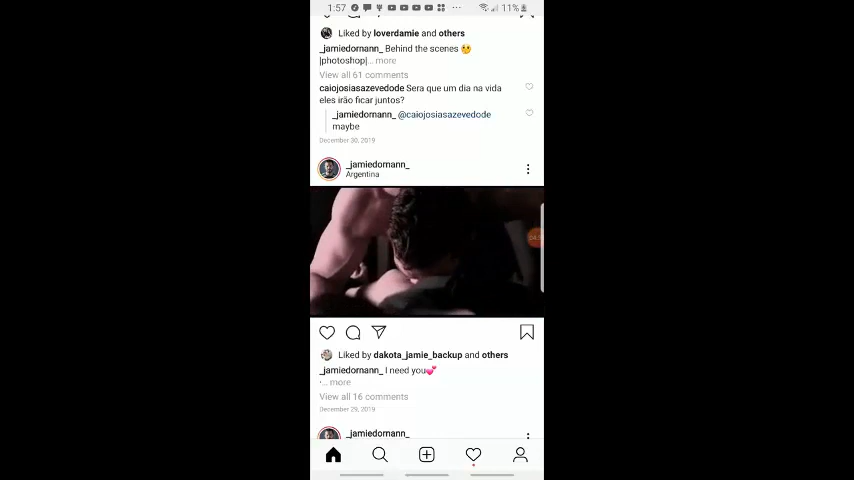 1:57
11%
Liked by loverdamie and others
_jamiedornann_ Behind the scenes 🤫
|photoshop|... more
View all 61 comments
caiojosiasazevedode Sera que um dia na vida
eles irão ficar juntos?
_jamiedornann_ @caiojosiasazevedode
maybe
December 30, 2019
_jamiedornann_
Argentina
Liked by dakota_jamie_backup and others
_jamiedornann_ I need you💕
·... more
View all 16 comments
December 29, 2019
_jamiedornann_